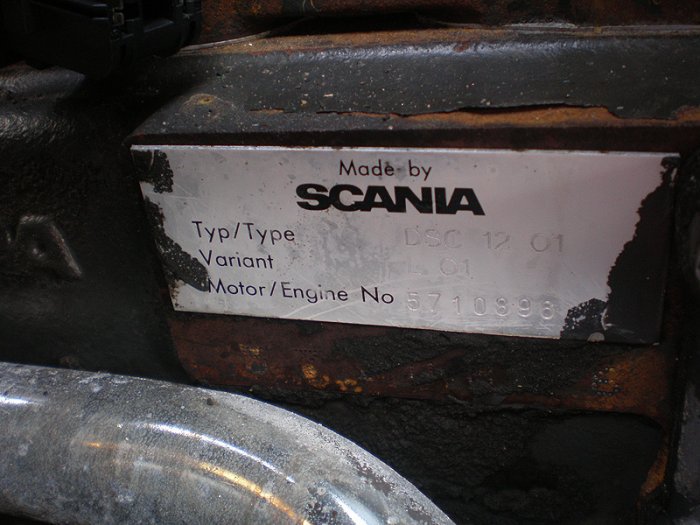 Made by
SCANIA
Typ/Type DSC 12 01
Variant L 01
Motor/Engine No 5710898